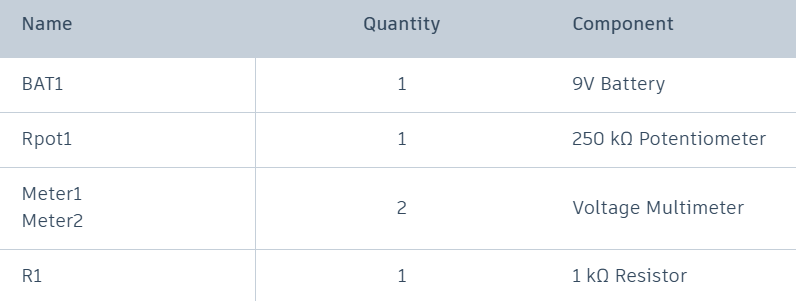 Name Quantity Component
BAT1 1 9V Battery
Rpot1 1 250 kΩ Potentiometer
Meter1
Meter2 2 Voltage Multimeter
R1 1 1 kΩ Resistor